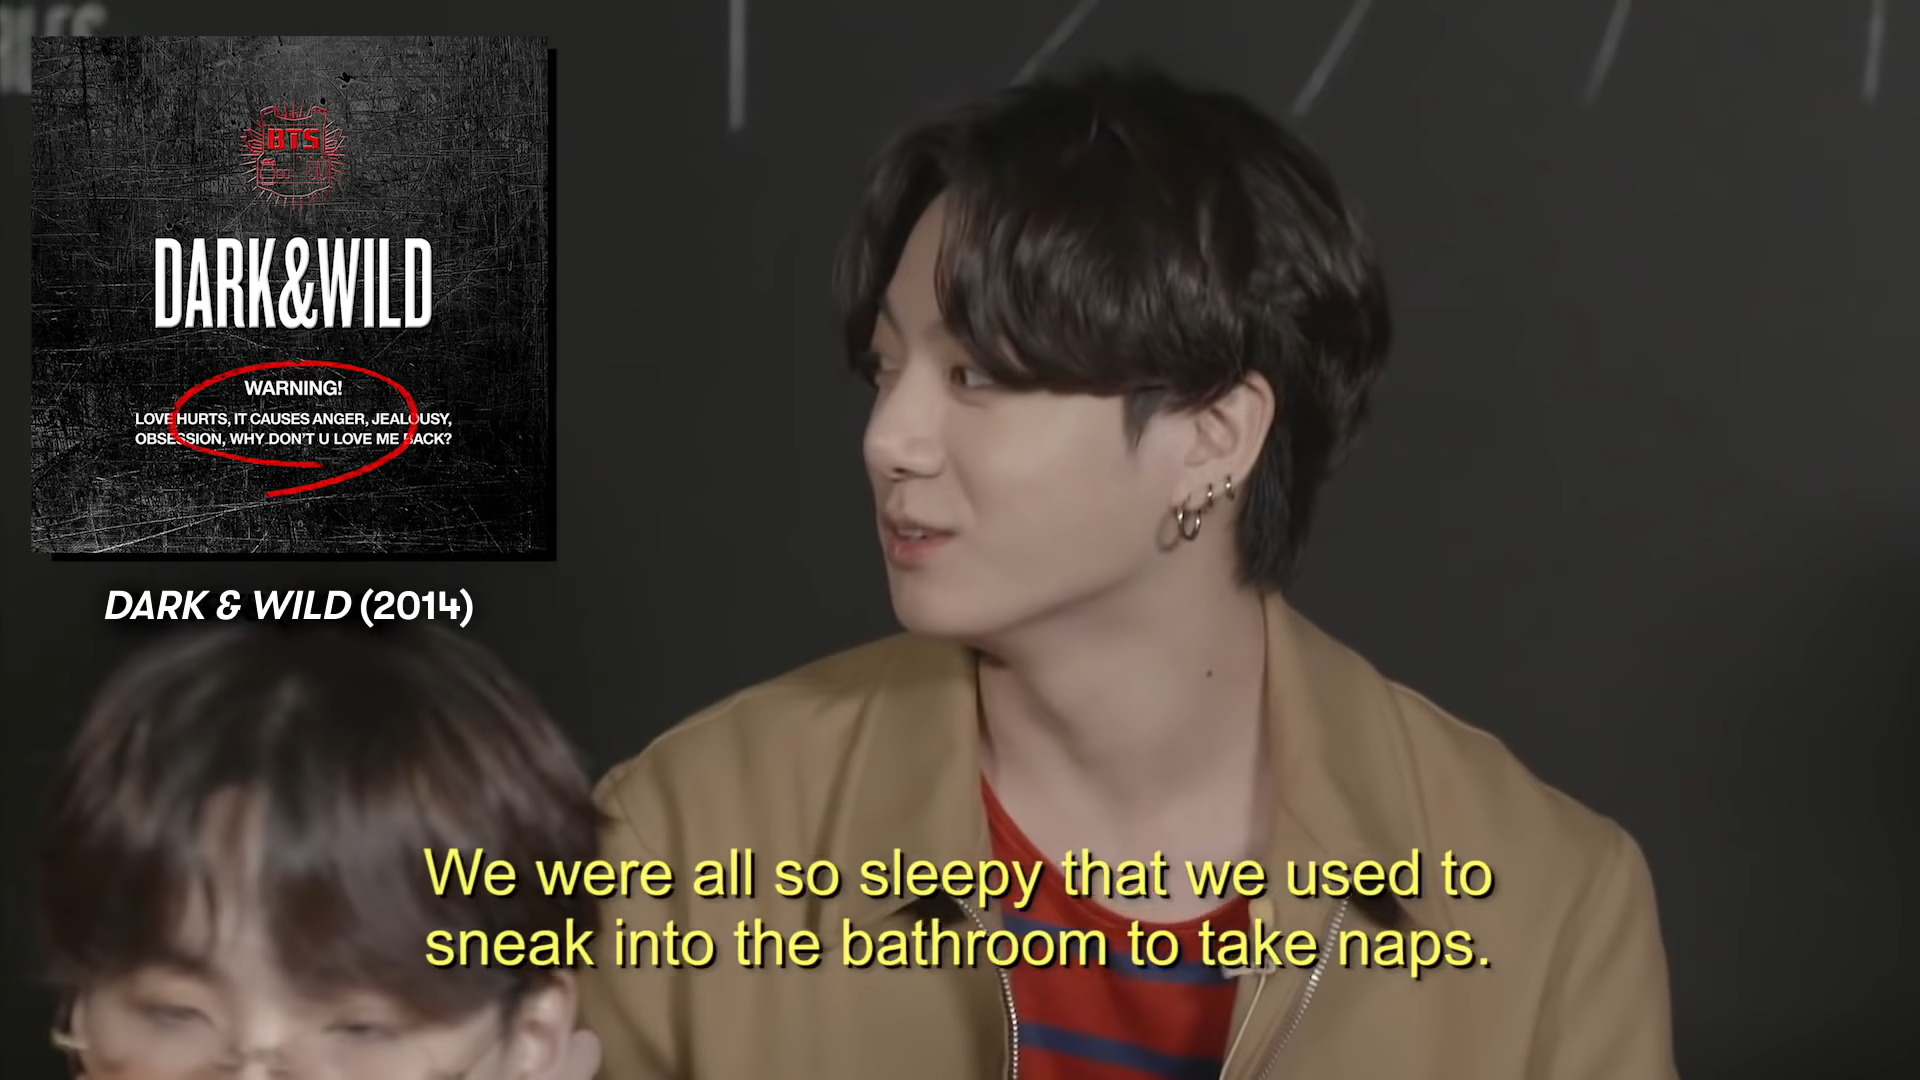 BTS
DARK&WILD
WARNING!
LOVE HURTS, IT CAUSES ANGER, JEALOUSY,
OBSESSION, WHY DON'T U LOVE ME BACK?
DARK & WILD (2014)
We were all so sleepy that we used to
sneak into the bathroom to take naps.